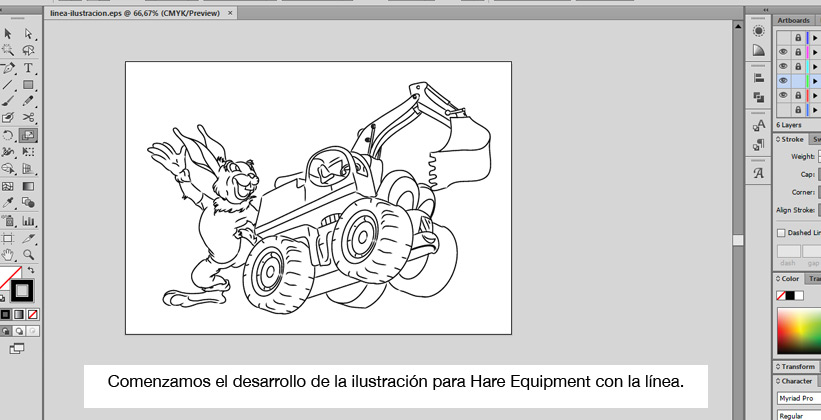 linea-ilustracion.eps @ 66,67% (CMYK/Preview) ×
Artboards
6 Layers
Stroke
Weight:
Cap:
Corner:
Align Stroke:
Dashed Lin
dash gap
Color
Transform
Character
Myriad Pro
Regular
Comenzamos el desarrollo de la ilustración para Hare Equipment con la línea.